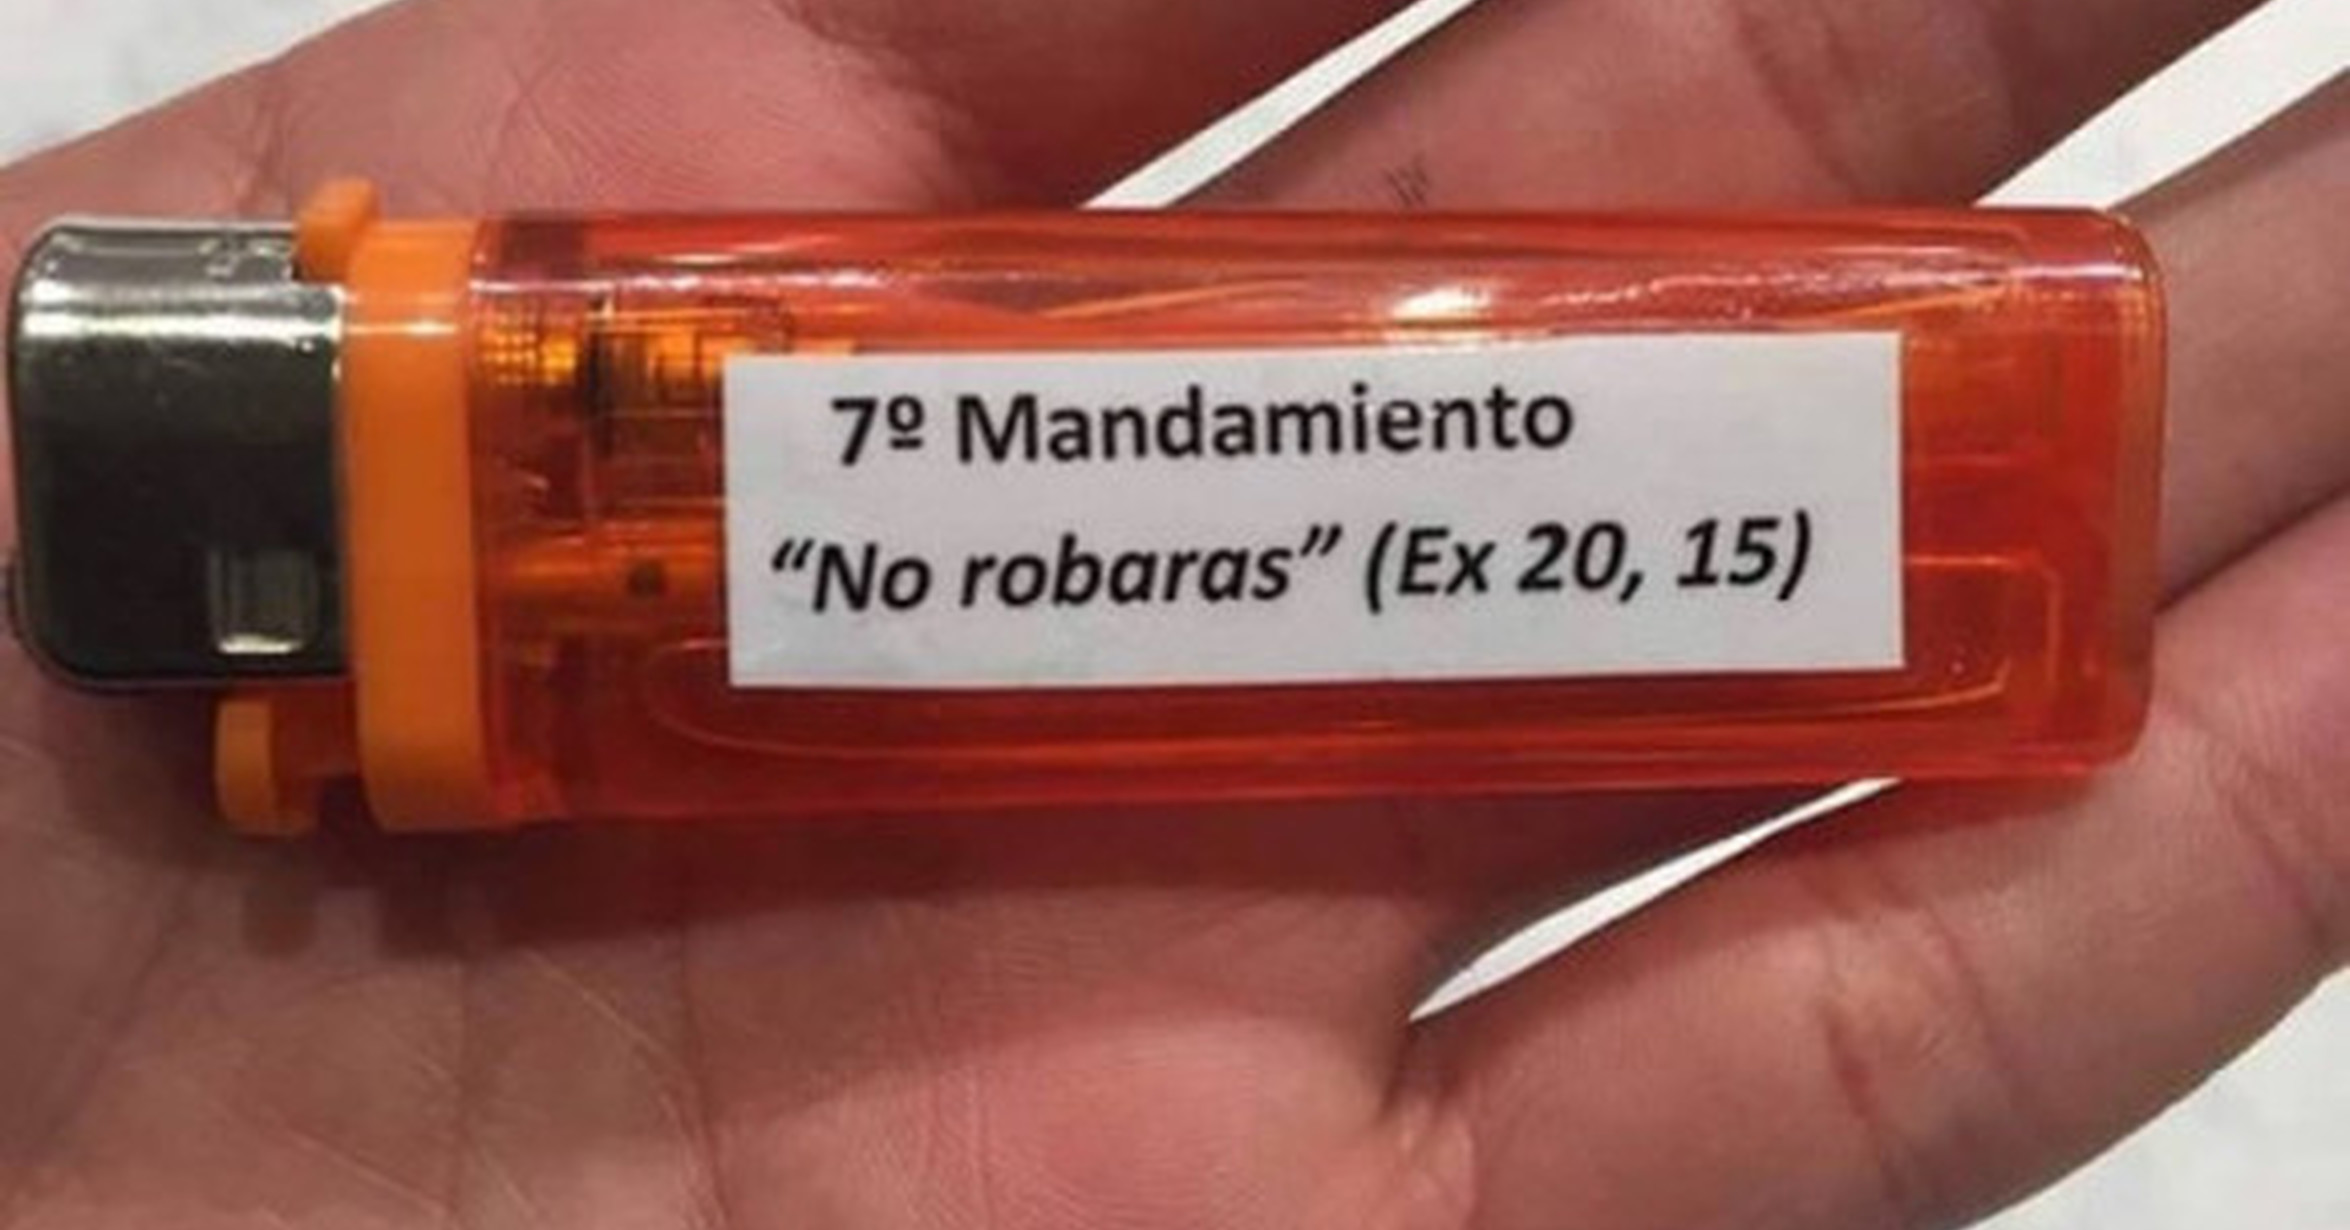 7º Mandamiento
“No robaras” (Ex 20, 15)